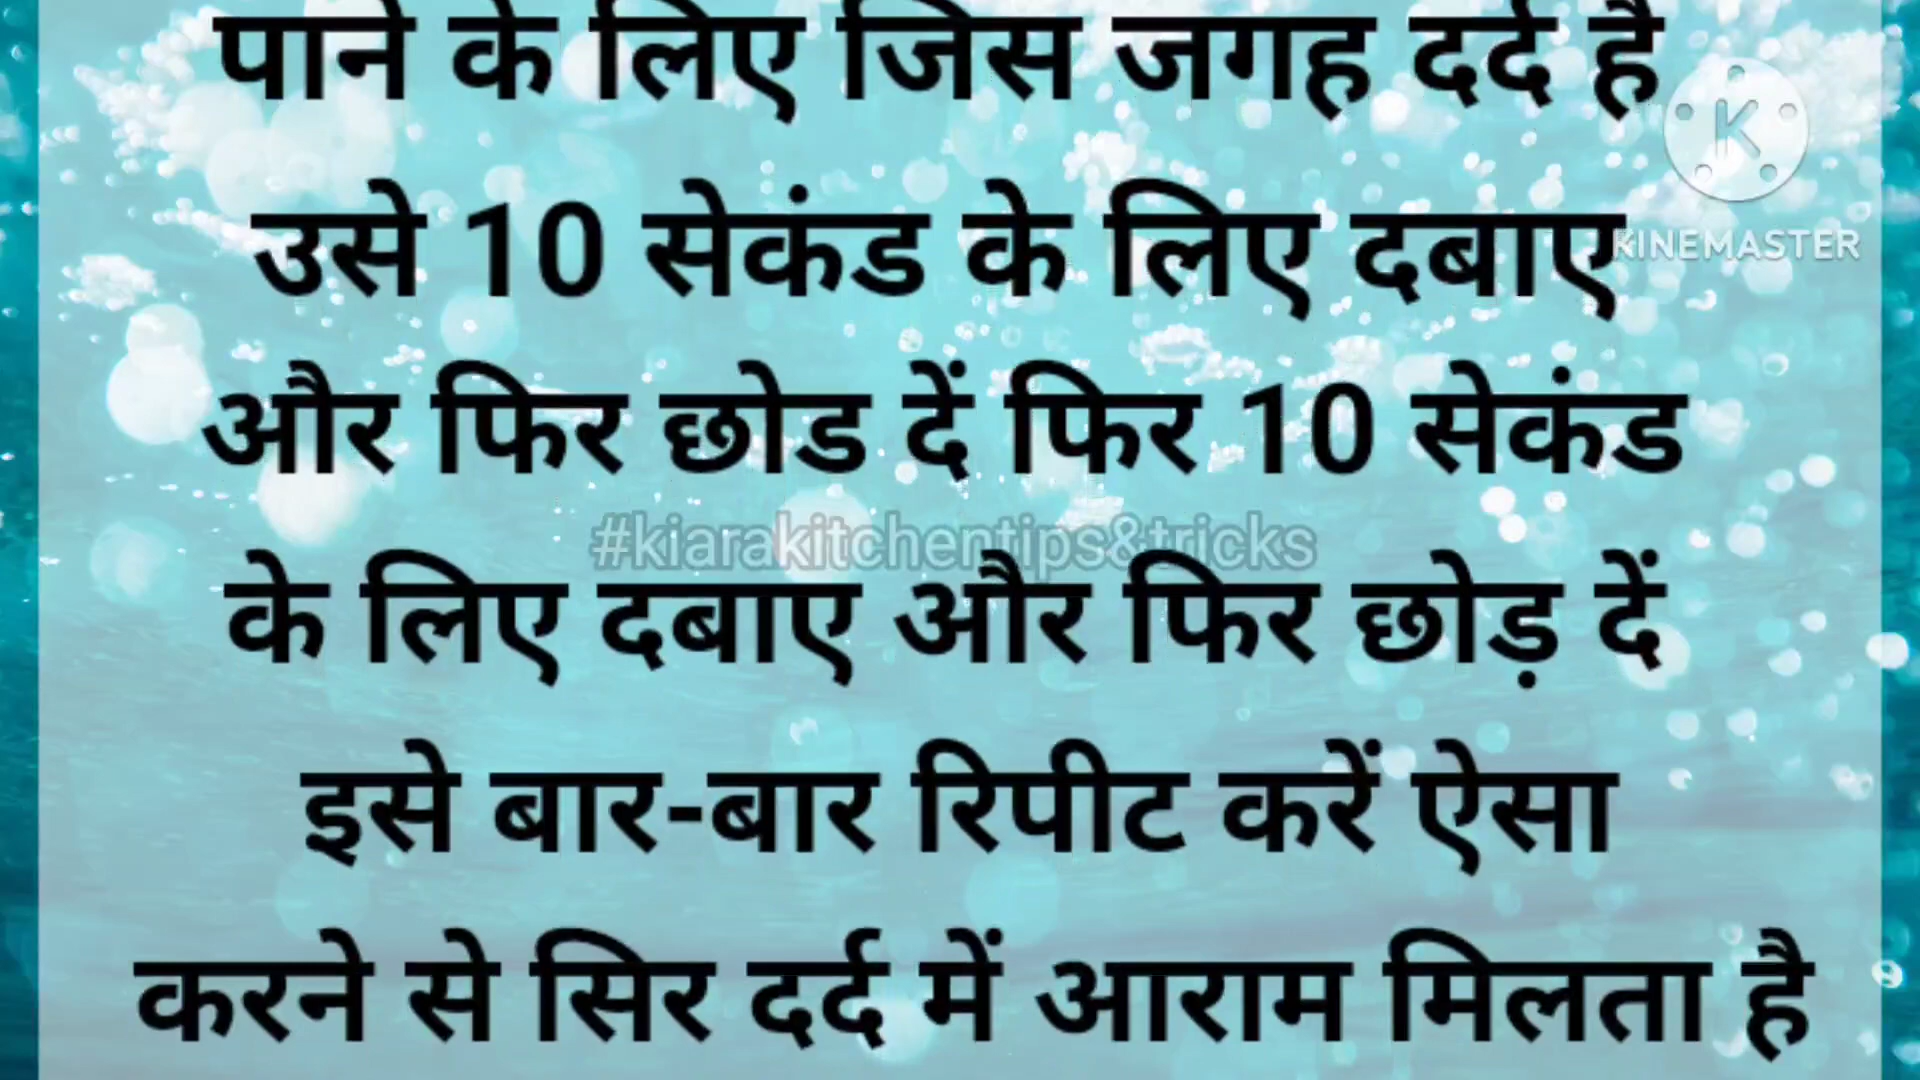 पाने के लिए जिस जगह दर्द है
उसे 10 सेकंड के लिए दबाए
KINEMASTER
और फिर छोड दें फिर 10 सेकंड
#kiarakitchentips&tricks
के लिए दबाए और फिर छोड़ दें
इसे बार-बार रिपीट करें ऐसा
करने से सिर दर्द में आराम मिलता है